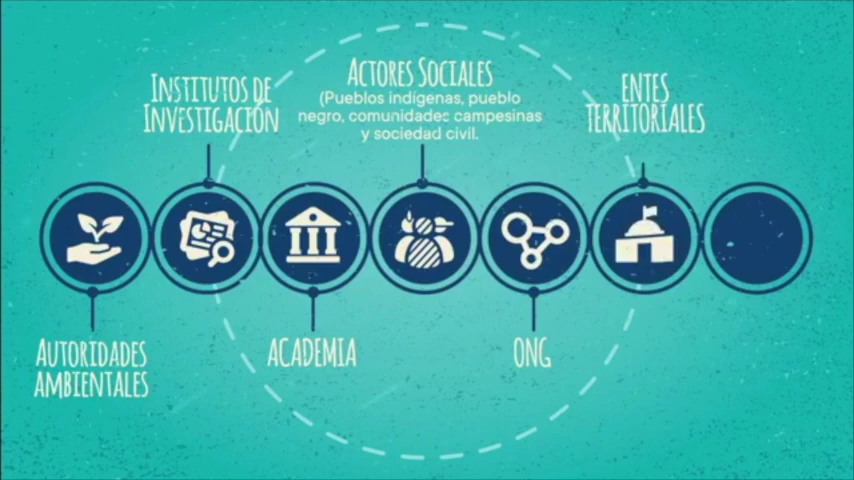 INSTITUTOS DE
INVESTIGACIÓN
ACTORES SOCIALES
(Pueblos indígenas, pueblo
negro, comunidades campesinas
y sociedad civil.
ENTES
TERRITORIALES
AUTORIDADES
AMBIENTALES
ACADEMIA
ONG